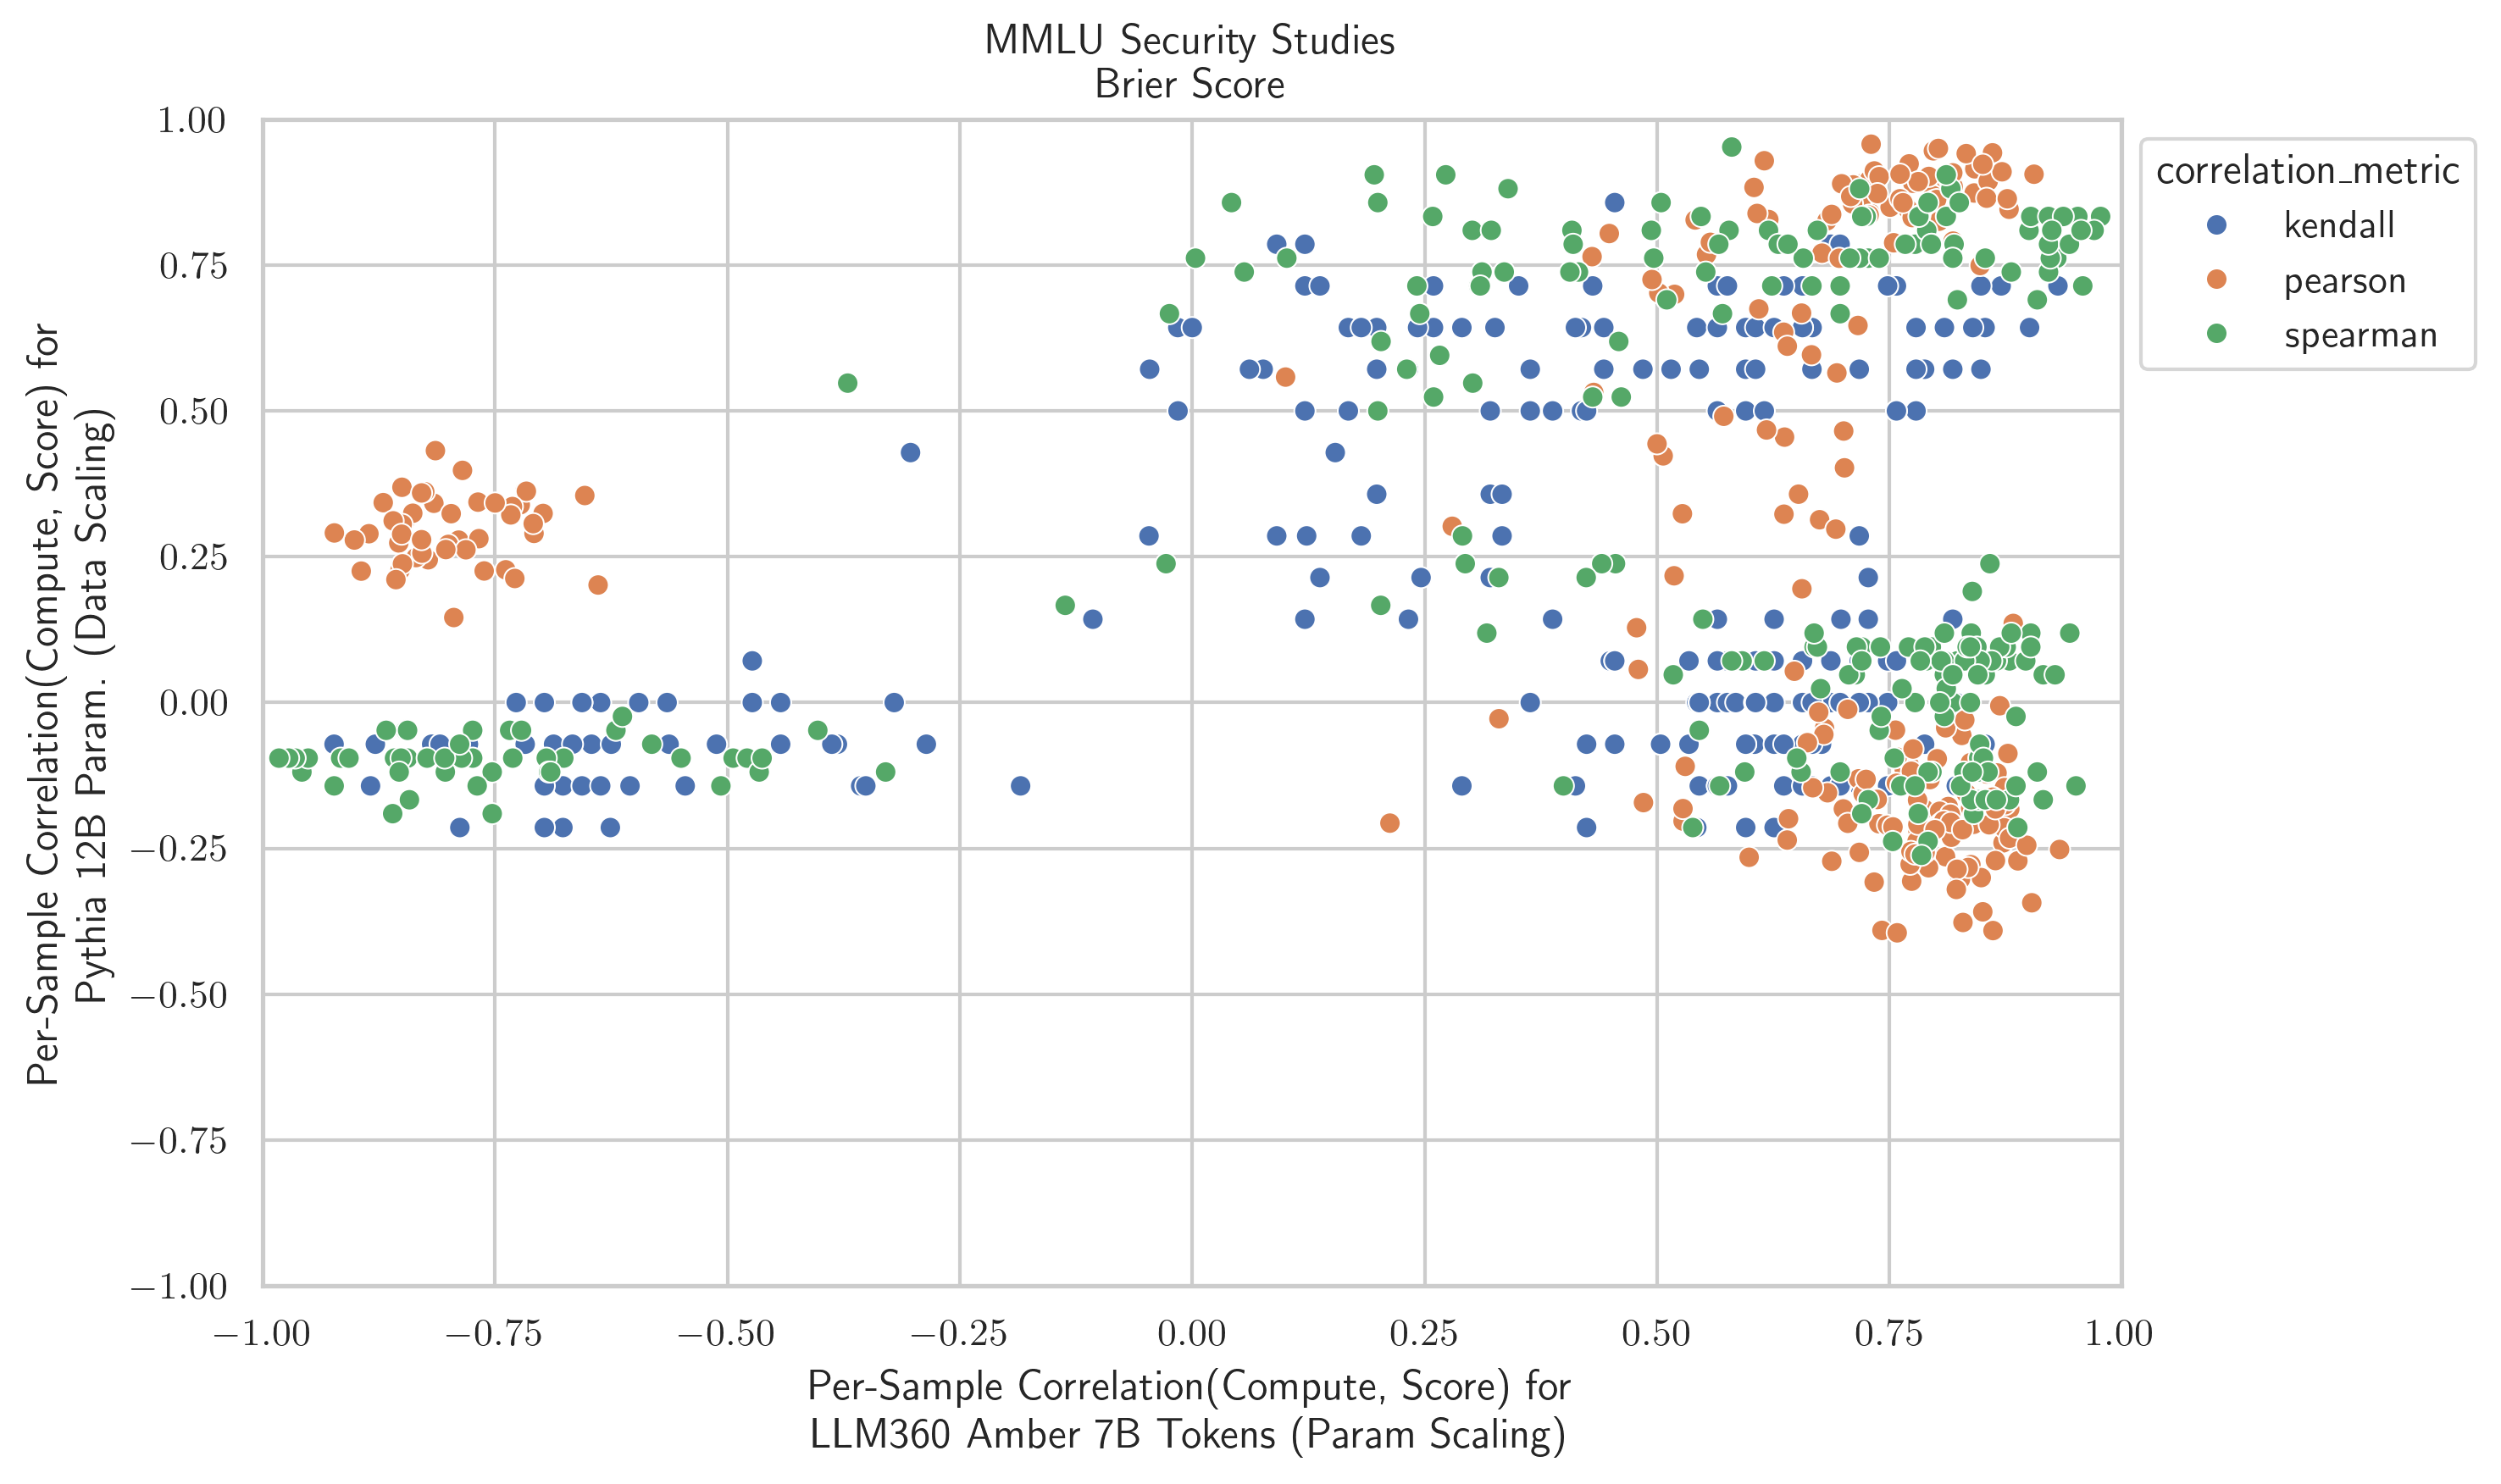 MMLU Security Studies
Brier Score
Per-Sample Correlation(Compute, Score) for
Pythia 12B Param. (Data Scaling)
1.00
0.75
0.50
0.25
0.00
−0.25
−0.50
−0.75
−1.00
−1.00 −0.75 −0.50 −0.25 0.00 0.25 0.50 0.75 1.00
Per-Sample Correlation(Compute, Score) for
LLM360 Amber 7B Tokens (Param Scaling)
correlation_metric
kendall
pearson
spearman